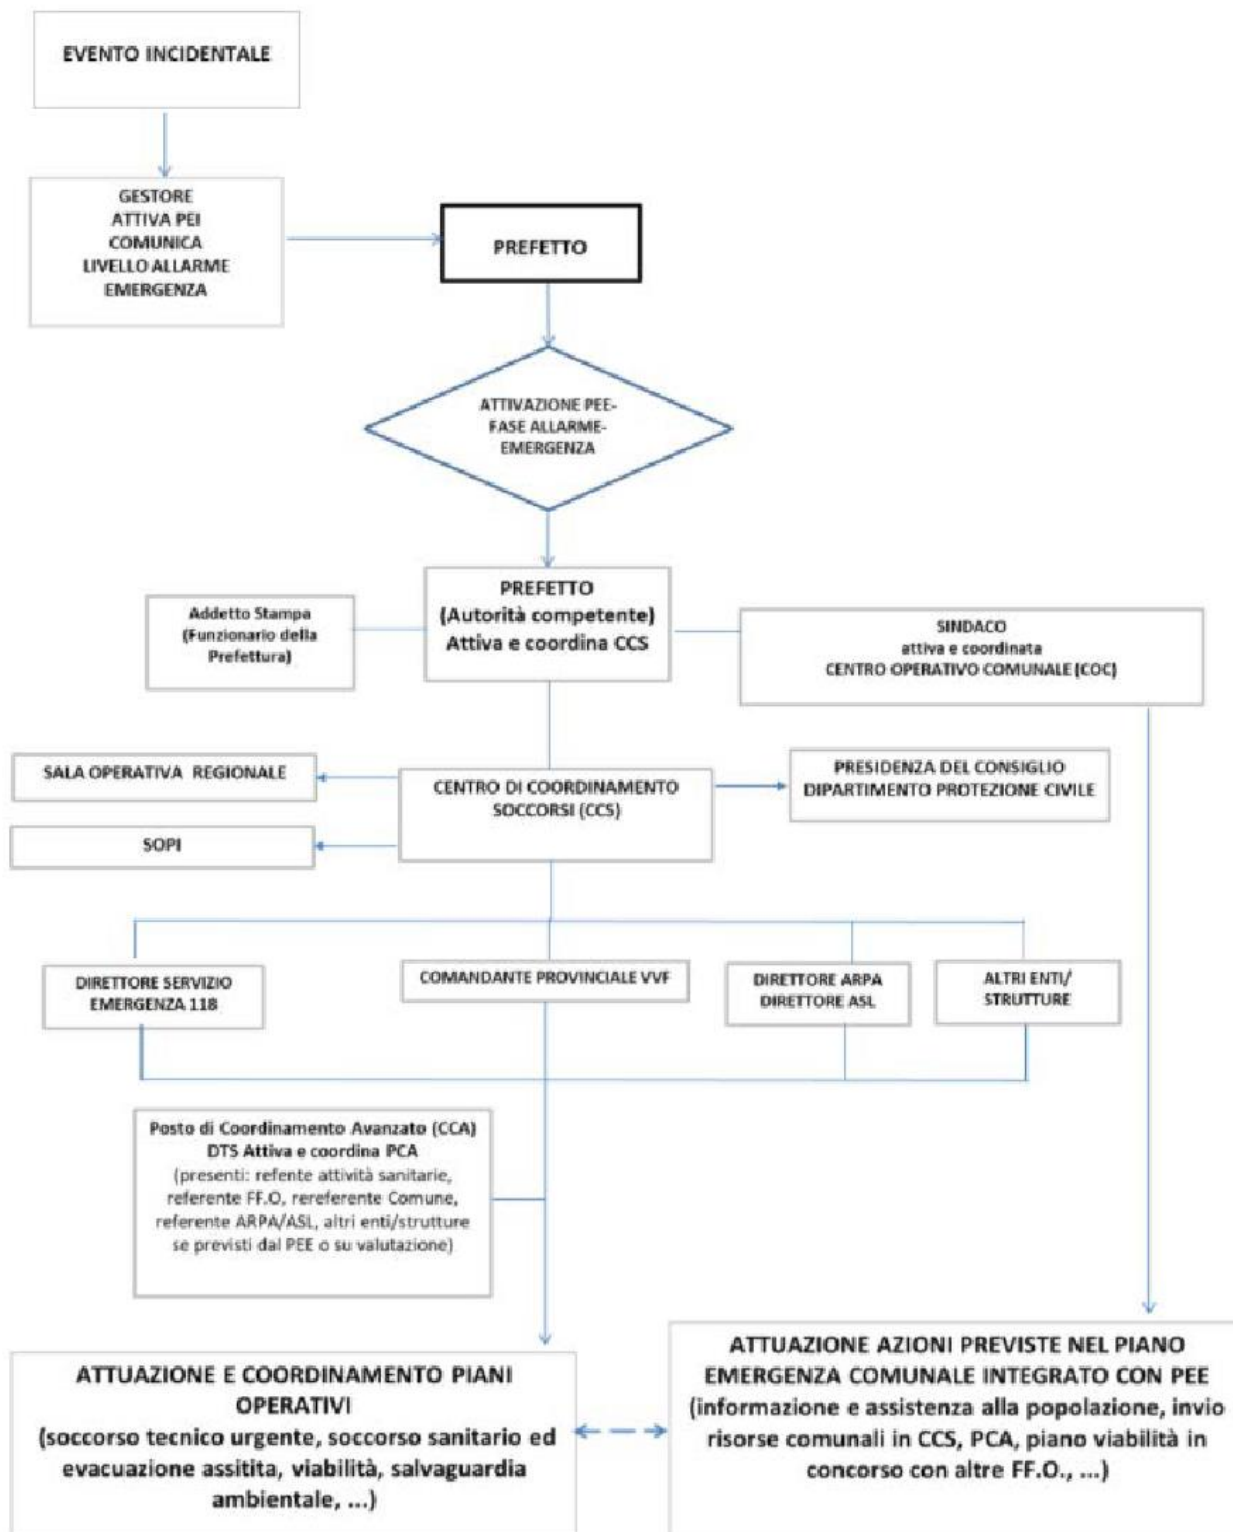 EVENTO INCIDENTALE
GESTORE
ATTIVA PEI
COMUNICA
LIVELLO ALLARME
EMERGENZA
PREFETTO
ATTIVAZIONE PEE-
FASE ALLARME-
EMERGENZA
Addetto Stampa
(Funzionario della
Prefettura)
PREFETTO
(Autorità competente)
Attiva e coordina CCS
SINDACO
attiva e coordinata
CENTRO OPERATIVO COMUNALE (COC)
SALA OPERATIVA REGIONALE
CENTRO DI COORDINAMENTO
SOCCORSI (CCS)
PRESIDENZA DEL CONSIGLIO
DIPARTIMENTO PROTEZIONE CIVILE
SOPI
DIRETTORE SERVIZIO
EMERGENZA 118
COMANDANTE PROVINCIALE VVF
DIRETTORE ARPA
DIRETTORE ASL
ALTRI ENTI/
STRUTTURE
Posto di Coordinamento Avanzato (CCA)
DTS Attiva e coordina PCA
(presenti: refente attività sanitarie,
referente FF.O, rereferente Comune,
referente ARPA/ASL, altri enti/strutture
se previsti dal PEE o su valutazione)
ATTUAZIONE E COORDINAMENTO PIANI
OPERATIVI
(soccorso tecnico urgente, soccorso sanitario ed
evacuazione assitita, viabilità, salvaguardia
ambientale, ...)
ATTUAZIONE AZIONI PREVISTE NEL PIANO
EMERGENZA COMUNALE INTEGRATO CON PEE
(informazione e assistenza alla popolazione, invio
risorse comunali in CCS, PCA, piano viabilità in
concorso con altre FF.O., ...)